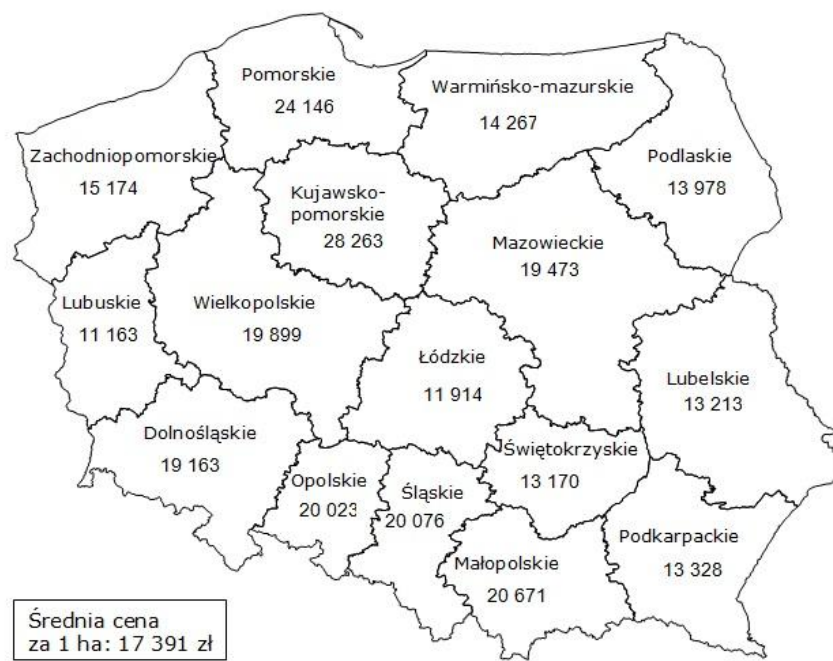 Pomorskie
24 146
Warmińsko-mazurskie
14 267
Zachodniopomorskie
15 174
Podlaskie
13 978
Kujawsko-
pomorskie
28 263
Mazowieckie
19 473
Lubuskie
11 163
Wielkopolskie
19 899
Łódzkie
11 914
Lubelskie
13 213
Dolnośląskie
19 163
Świętokrzyskie
13 170
Opolskie
20 023
Śląskie
20 076
Podkarpackie
13 328
Małopolskie
20 671
Średnia cena
za 1 ha: 17 391 zł